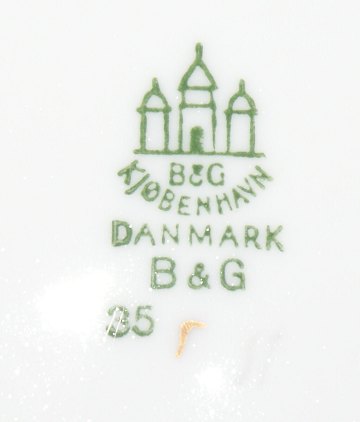 B&G
KJØBENHAVN
DANMARK
B & G
35